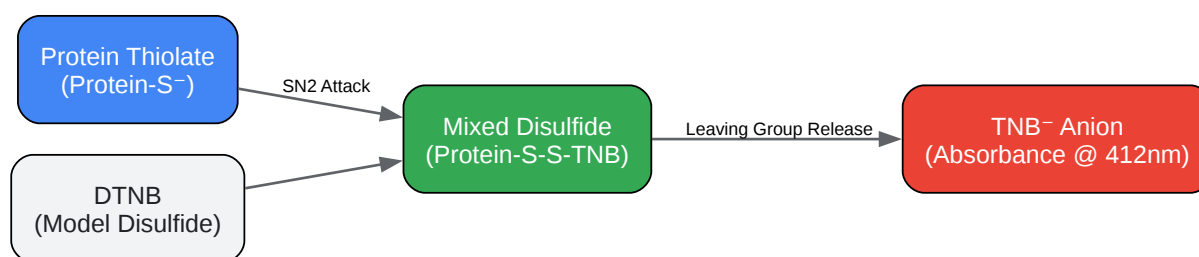 Protein Thiolate
(Protein-S⁻)
SN2 Attack
DTNB
(Model Disulfide)
Mixed Disulfide
(Protein-S-S-TNB)
Leaving Group Release
TNB⁻ Anion
(Absorbance @ 412nm)